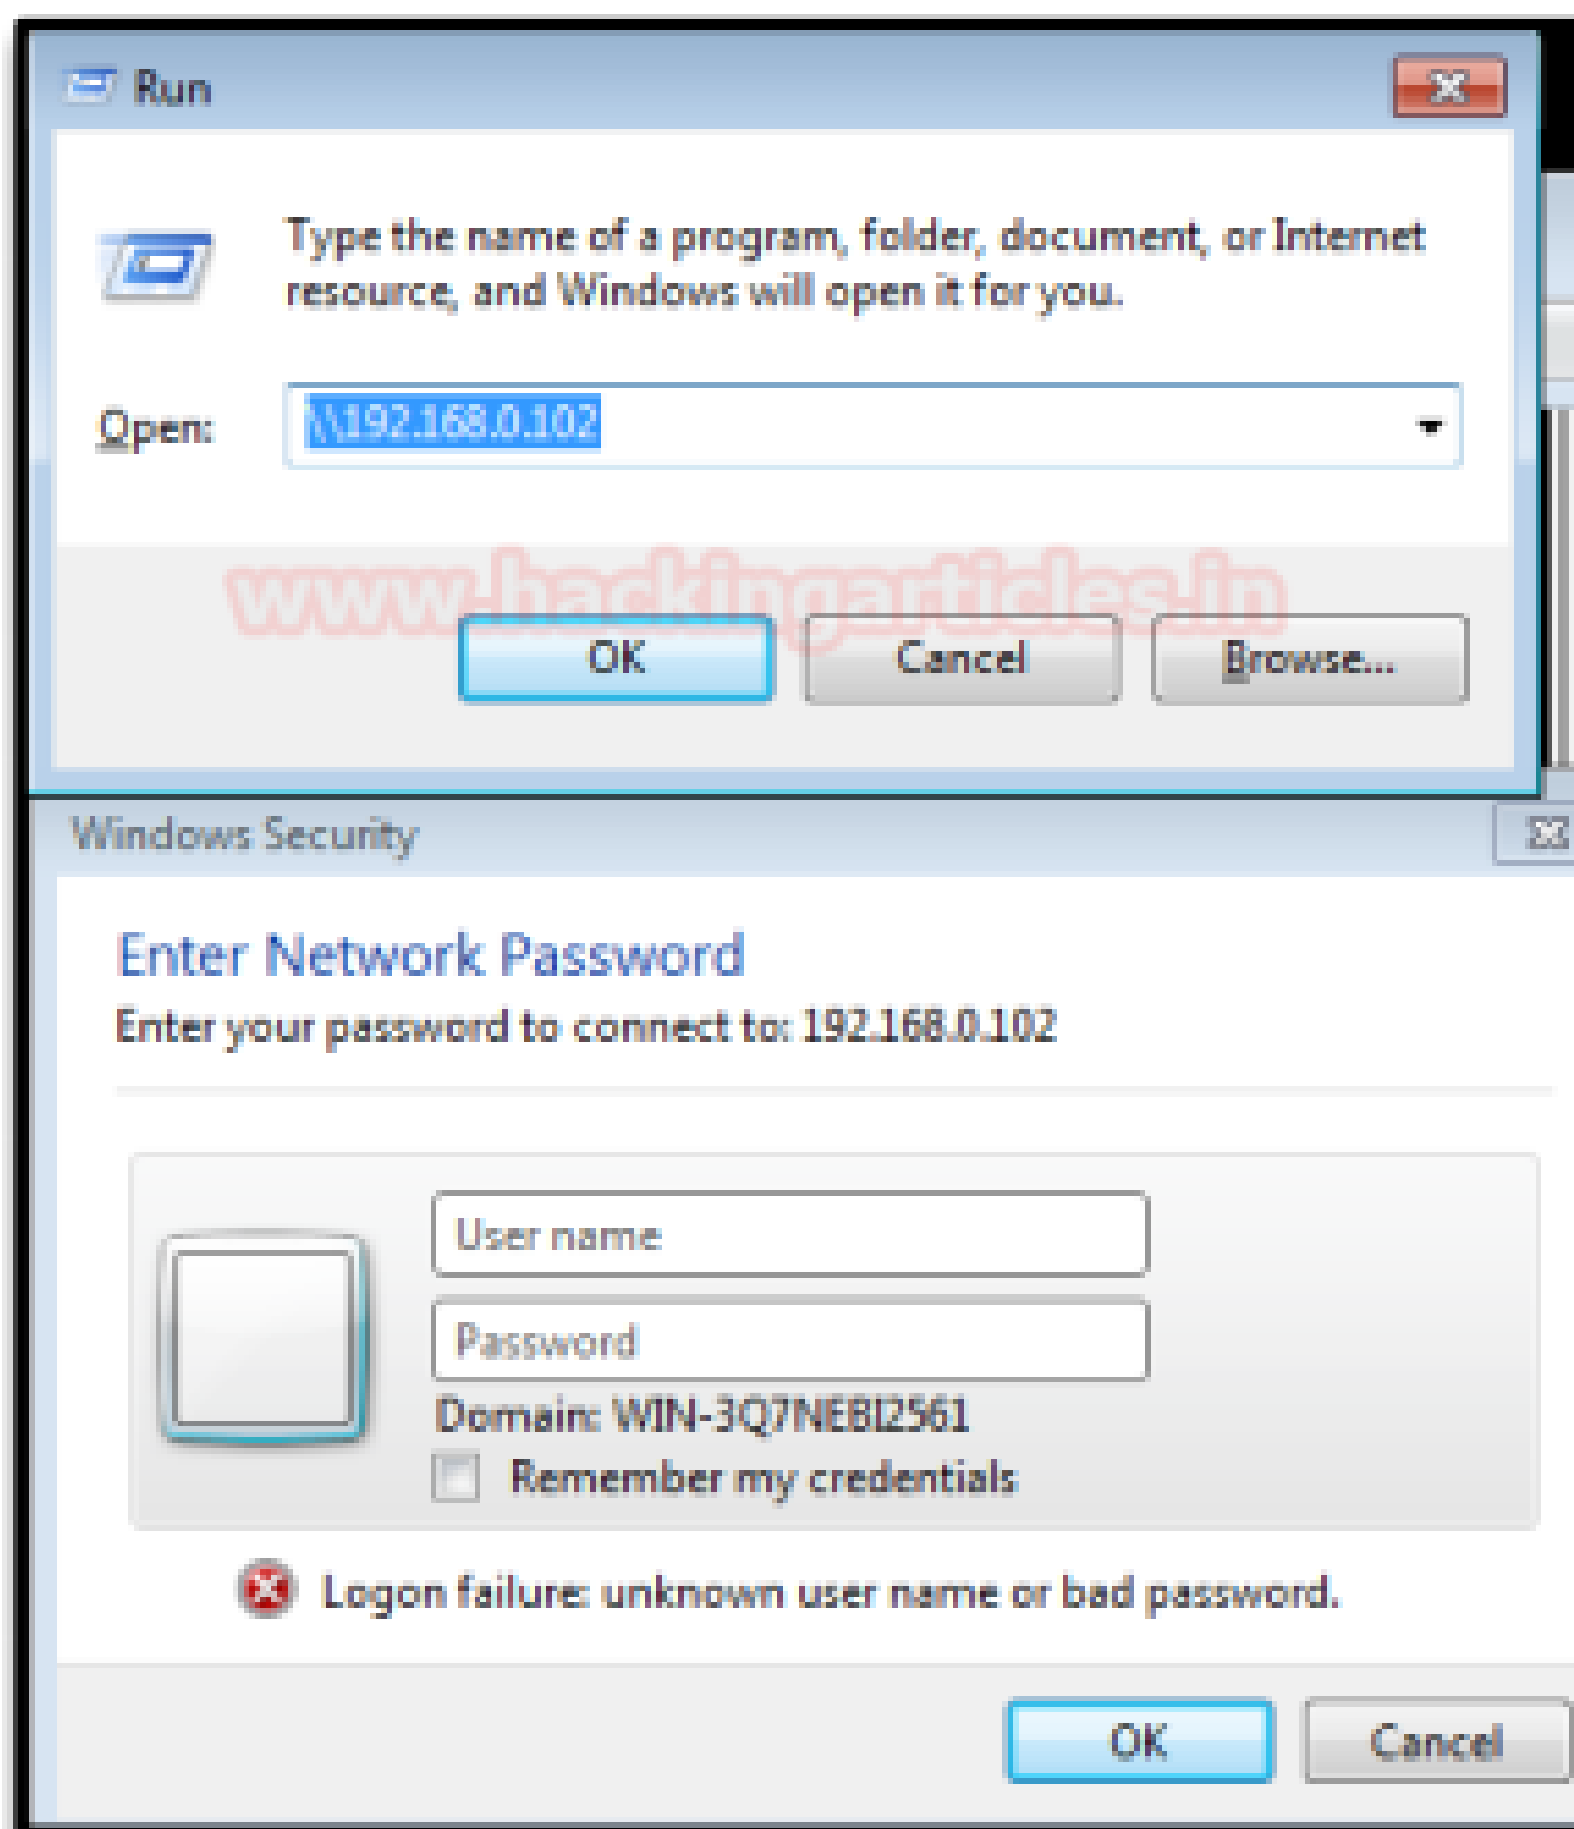 Run
Type the name of a program, folder, document, or Internet
resource, and Windows will open it for you.
Open:
\\192.168.0.102
www.hackingarticles.in
OK
Cancel
Browse...
Windows Security
Enter Network Password
Enter your password to connect to: 192.168.0.102
User name
Password
Domain: WIN-3Q7NEBI2561
Remember my credentials
Logon failure: unknown user name or bad password.
OK
Cancel